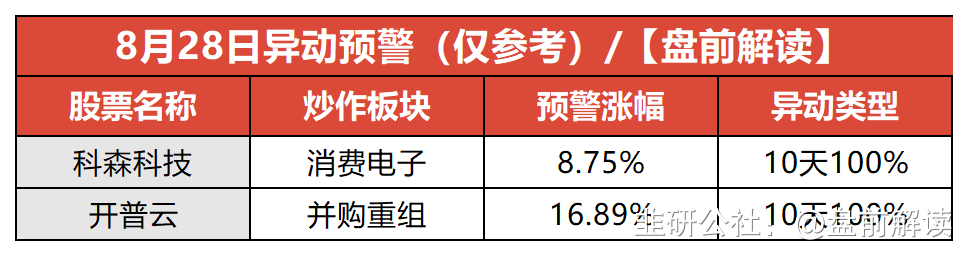 8月28日异动预警（仅参考）/【盘前解读】
股票名称 炒作板块 预警涨幅 异动类型
科森科技 消费电子 8.75% 10天100%
开普云 并购重组 16.89% 10天100%
韭研公社：@盘前解读